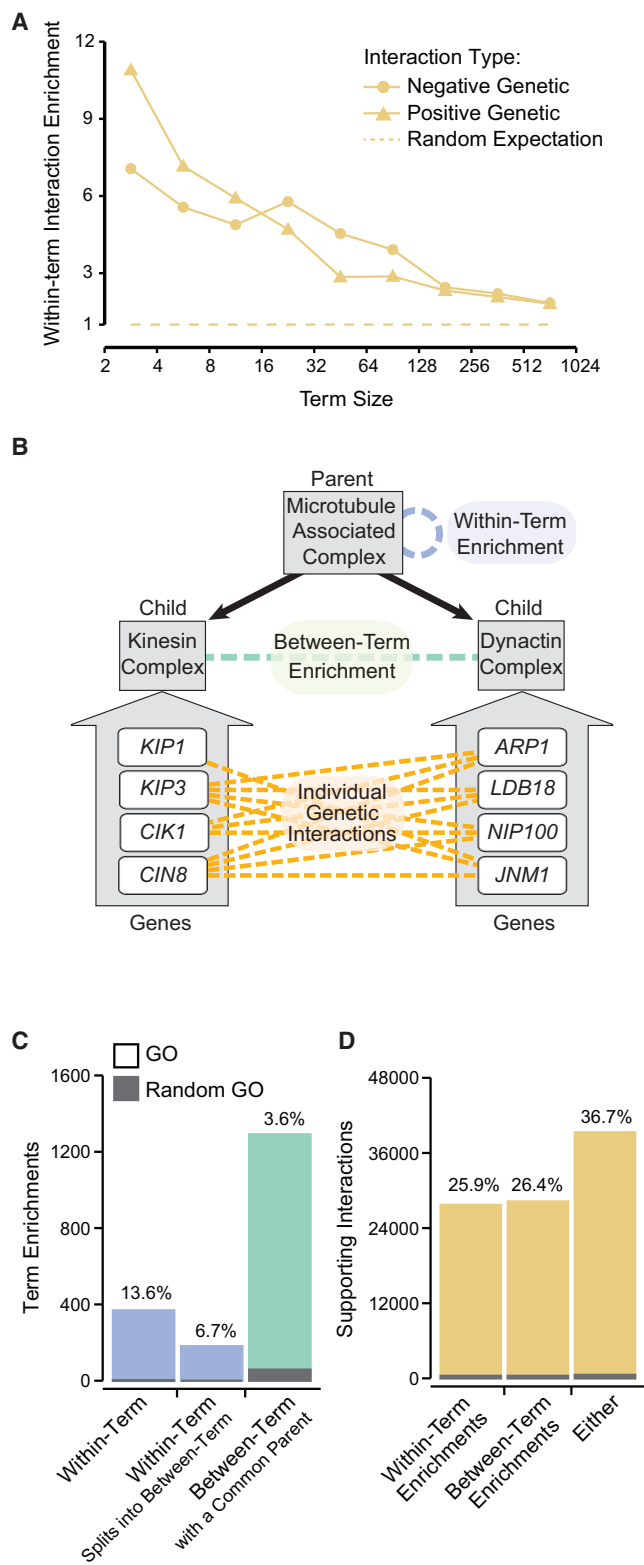 A
Within-term Interaction Enrichment
12
9
6
3
1
2 4 8 16 32 64 128 256 512 1024
Term Size
Interaction Type:
Negative Genetic
Positive Genetic
Random Expectation
B
Parent
Microtubule
Associated
Complex
Within-Term
Enrichment
Child
Kinesin
Complex
Between-Term
Enrichment
Child
Dynactin
Complex
KIP1
KIP3
CIK1
CIN8
Genes
Individual
Genetic
Interactions
ARP1
LDB18
NIP100
JNM1
Genes
C
GO
Random GO
Term Enrichments
1600
1200
800
400
0
13.6%
6.7%
3.6%
Within-Term
Within-Term
Splits into Between-Term
Between-Term
with a Common Parent
D
Supporting Interactions
48000
36000
24000
12000
0
25.9%
26.4%
36.7%
Within-Term
Enrichments
Between-Term
Enrichments
Either